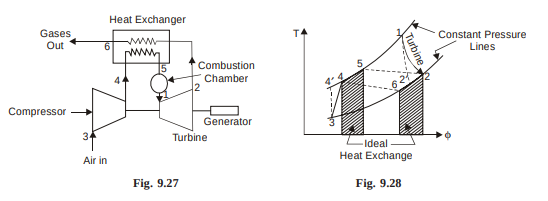 Heat Exchanger
Gases
Out
6
5
Combustion
Chamber
4
1
2
Compressor
Generator
3
Turbine
Air in
Fig. 9.27
T
1
Constant Pressure
Lines
Turbine
5
4'
4
2'
2
6
3
Ideal
Heat Exchange
ϕ
Fig. 9.28